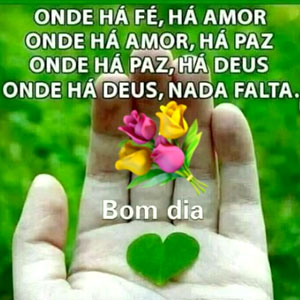 ONDE HÁ FÉ, HÁ AMOR
ONDE HÁ AMOR, HÁ PAZ
ONDE HÁ PAZ, HÁ DEUS
ONDE HÁ DEUS, NADA FALTA.
Bom dia